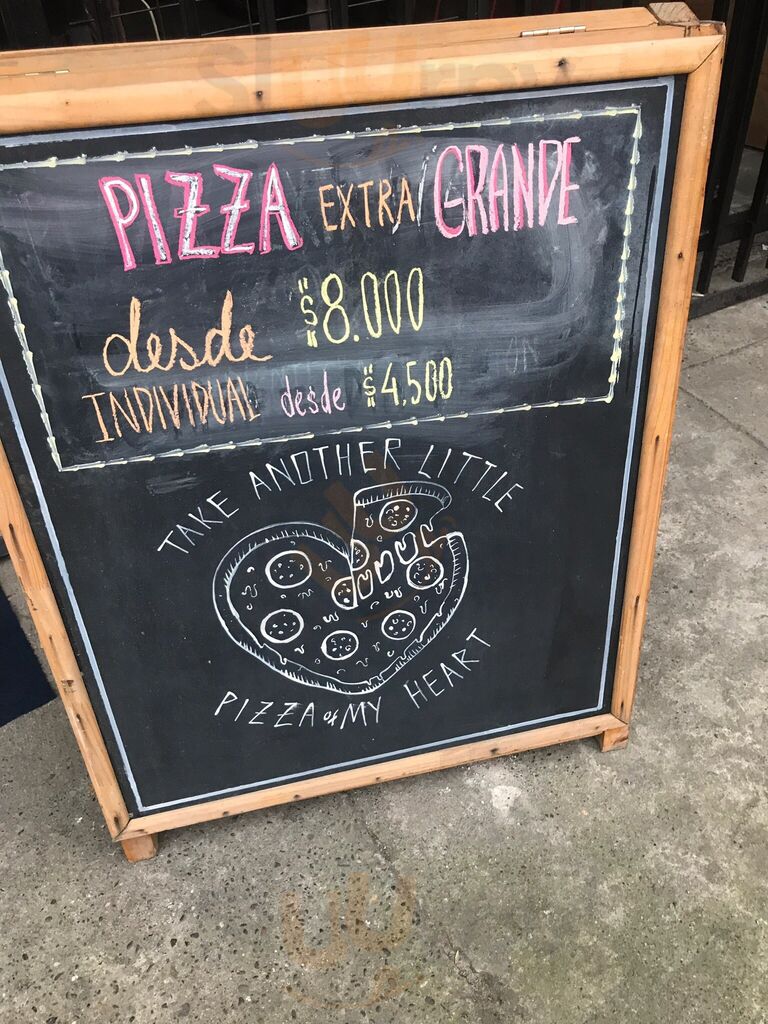 PIZZA EXTRA/GRANDE
desde $8.000
INDIVIDUAL desde $4,500
TAKE ANOTHER LITTLE
PIZZA of MY HEART